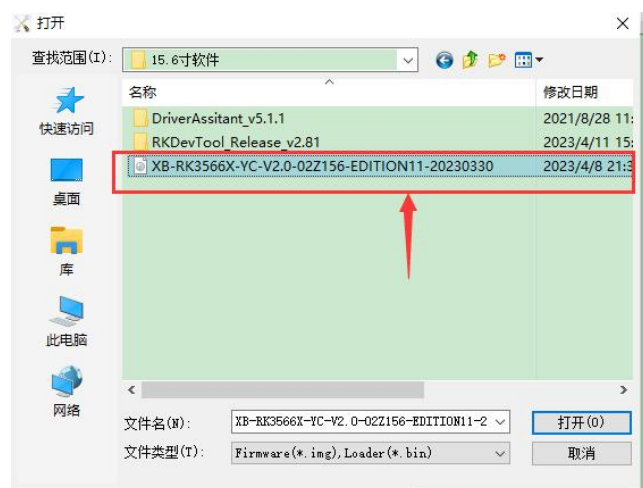 打开
查找范围(I):
15.6寸软件
名称
修改日期
DriverAssitant_v5.1.1
2021/8/28 11:
RKDevTool_Release_v2.81
2023/4/11 15:
XB-RK3566X-YC-V2.0-02Z156-EDITION11-20230330
2023/4/8 21:3
快速访问
桌面
库
此电脑
网络
文件名(N):
XB-RK3566X-YC-V2.0-02Z156-EDITION11-2
打开(O)
文件类型(T):
Firmware(*.img),Loader(*.bin)
取消